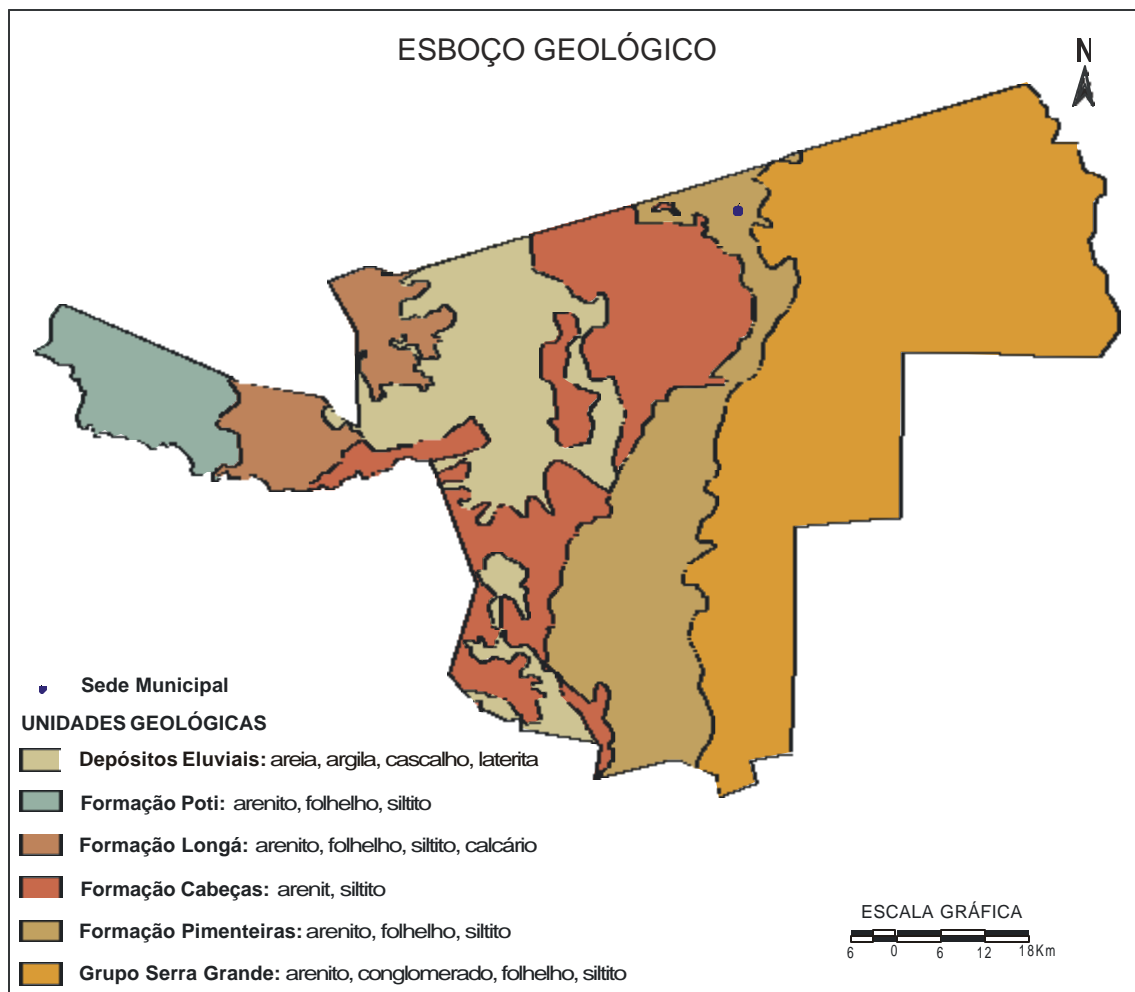 ESBOÇO GEOLÓGICO
N
Sede Municipal
UNIDADES GEOLÓGICAS
Depósitos Eluviais: areia, argila, cascalho, laterita
Formação Poti: arenito, folhelho, siltito
Formação Longá: arenito, folhelho, siltito, calcário
Formação Cabeças: arenit, siltito
Formação Pimenteiras: arenito, folhelho, siltito
Grupo Serra Grande: arenito, conglomerado, folhelho, siltito
ESCALA GRÁFICA
6 0 6 12 18Km